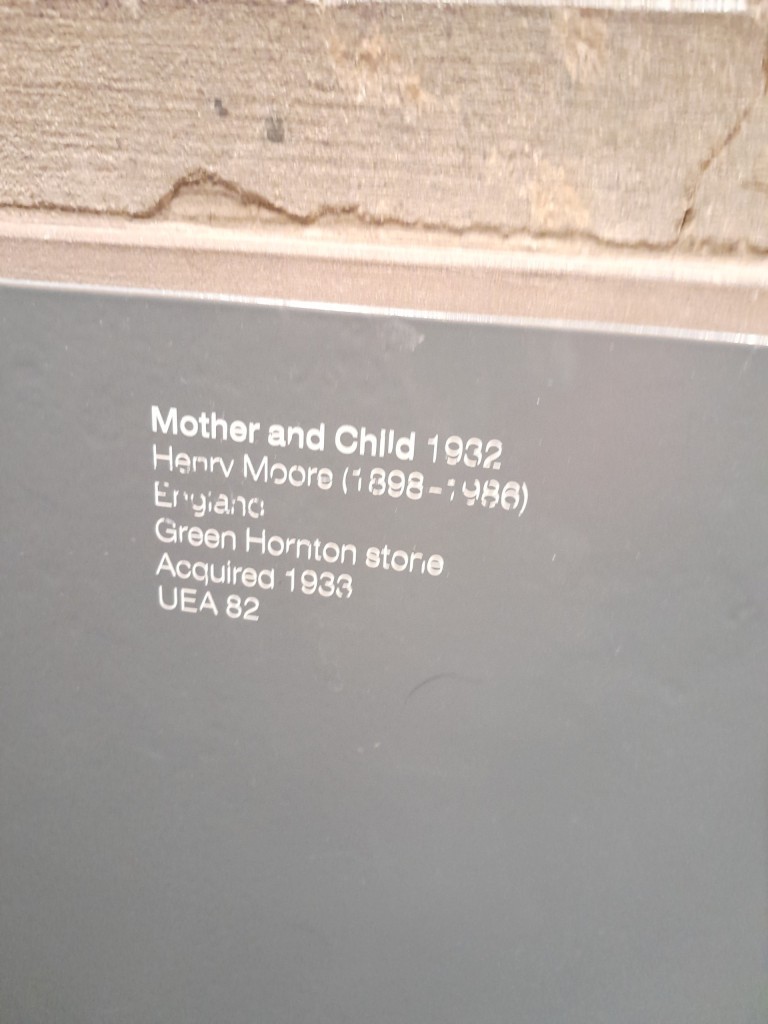 Mother and Child 1932
Henry Moore (1898-1986)
England
Green Hornton stone
Acquired 1933
UEA 82